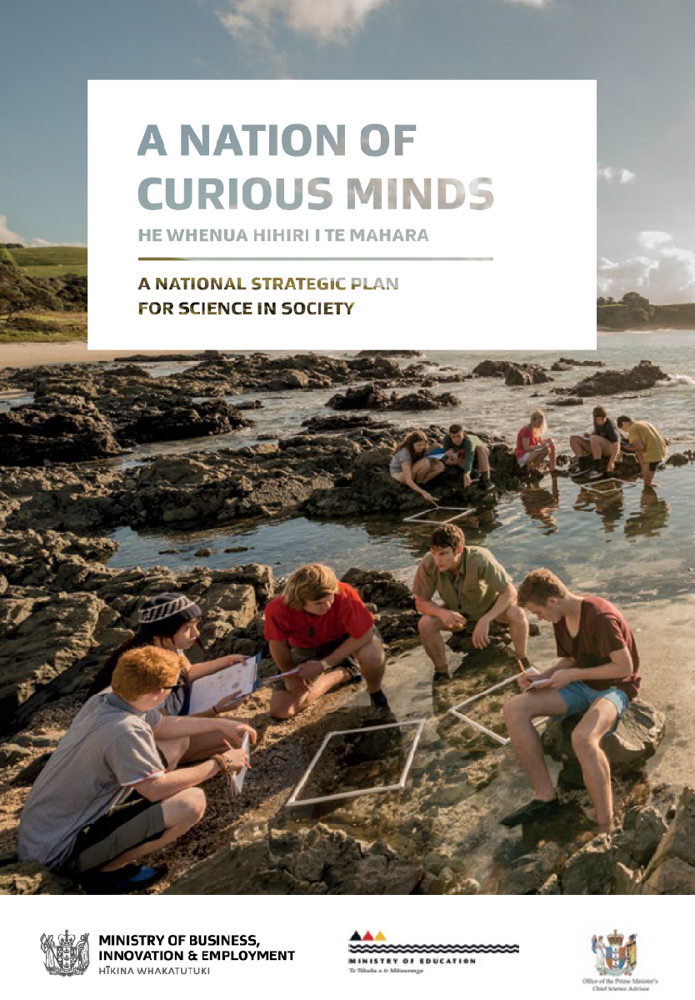 A NATION OF
CURIOUS MINDS
HE WHENUA HIHIRI I TE MAHARA
A NATIONAL STRATEGIC PLAN
FOR SCIENCE IN SOCIETY
MINISTRY OF BUSINESS,
INNOVATION & EMPLOYMENT
HĪKINA WHAKATUTUKI
MINISTRY OF EDUCATION
Te Tāhuhu o te Mātauranga
Office of the Prime Minister's
Chief Science Advisor